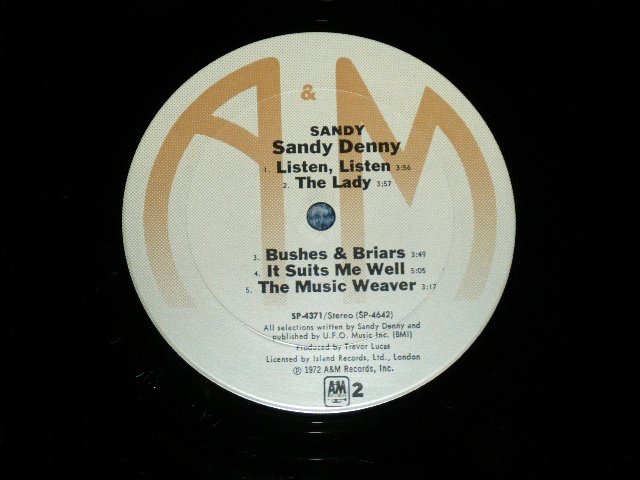 A & M
SANDY
Sandy Denny
1. Listen, Listen 3:56
2. The Lady 3:57
3. Bushes & Briars 3:49
4. It Suits Me Well 5:05
5. The Music Weaver 3:17
SP-4371/Stereo (SP-4642)
All selections written by Sandy Denny and
published by U.F.O. Music Inc. (BMI)
Produced by Trevor Lucas
Licensed by Island Records, Ltd., London
℗ 1972 A&M Records, Inc.
A&M 2